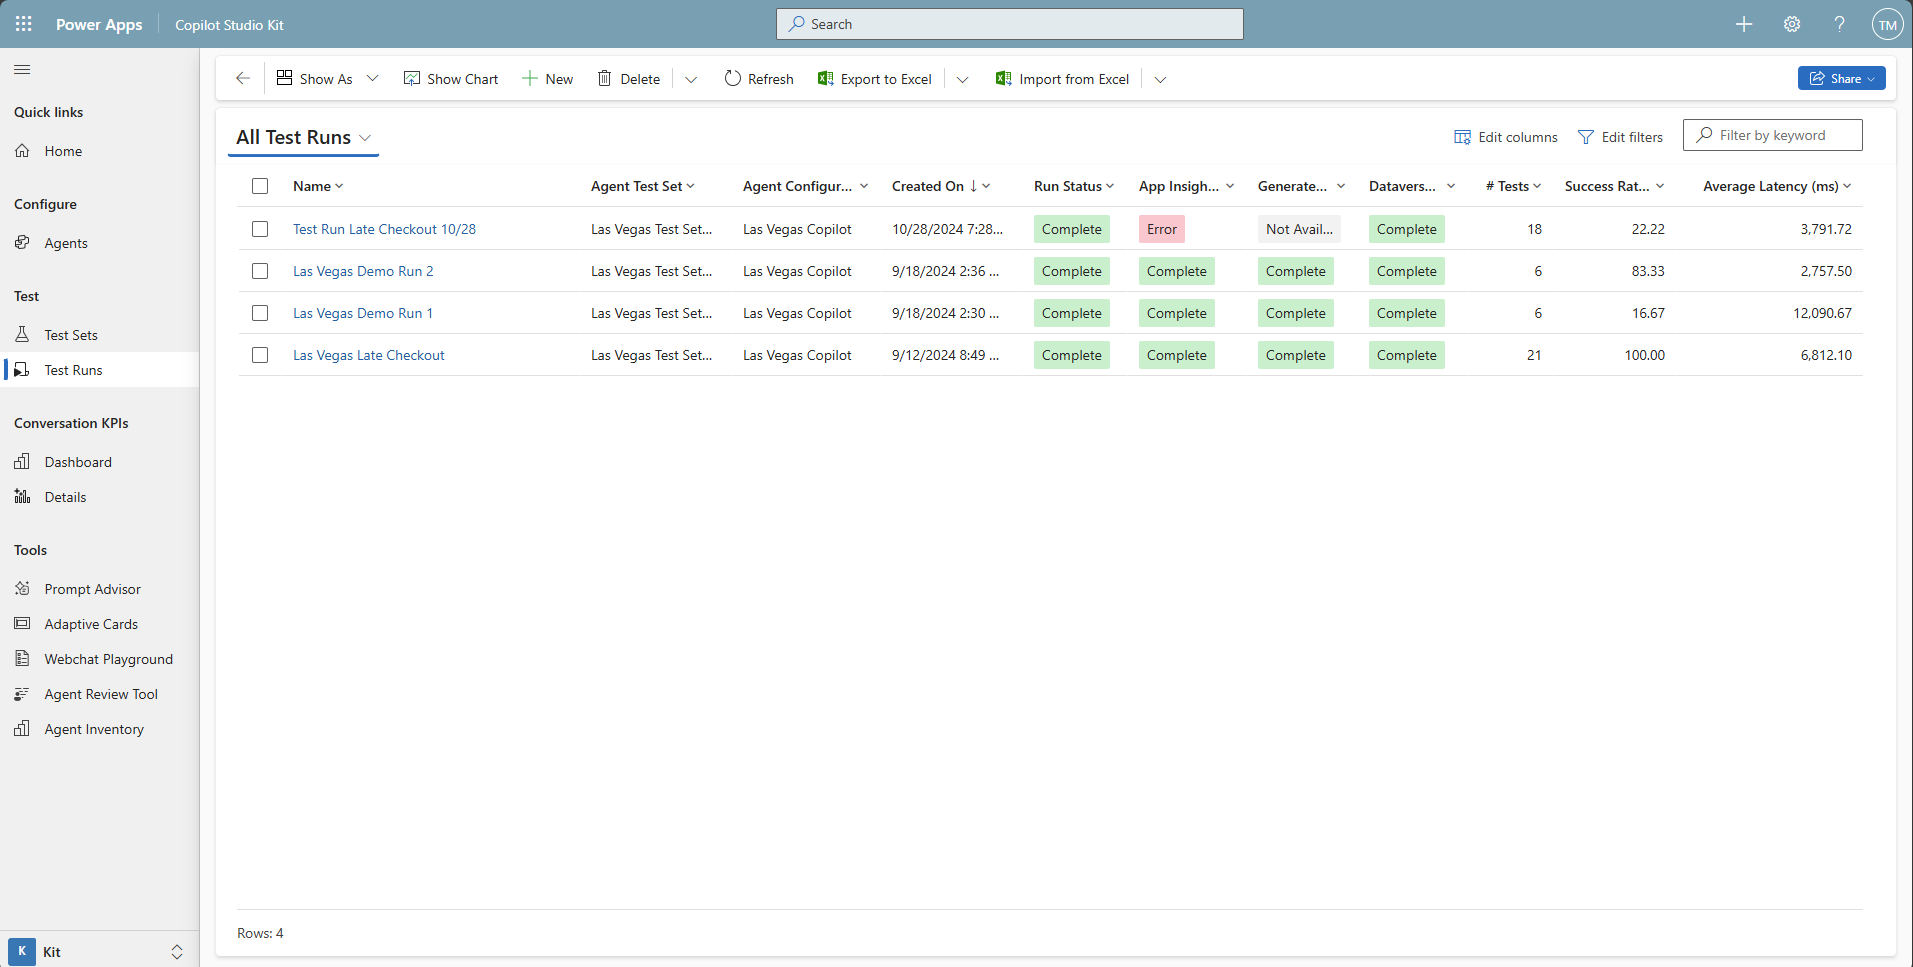 Power Apps Copilot Studio Kit Search TM
Show As Show Chart New Delete Refresh Export to Excel Import from Excel Share
Quick links
Home
Configure
Agents
Test
Test Sets
Test Runs
Conversation KPIs
Dashboard
Details
Tools
Prompt Advisor
Adaptive Cards
Webchat Playground
Agent Review Tool
Agent Inventory
K Kit
All Test Runs Edit columns Edit filters Filter by keyword
Name Agent Test Set Agent Configur... Created On Run Status App Insigh... Generate... Datavers... # Tests Success Rat... Average Latency (ms)
Test Run Late Checkout 10/28 Las Vegas Test Set... Las Vegas Copilot 10/28/2024 7:28... Complete Error Not Avail... Complete 18 22.22 3,791.72
Las Vegas Demo Run 2 Las Vegas Test Set... Las Vegas Copilot 9/18/2024 2:36 ... Complete Complete Complete Complete 6 83.33 2,757.50
Las Vegas Demo Run 1 Las Vegas Test Set... Las Vegas Copilot 9/18/2024 2:30 ... Complete Complete Complete Complete 6 16.67 12,090.67
Las Vegas Late Checkout Las Vegas Test Set... Las Vegas Copilot 9/12/2024 8:49 ... Complete Complete Complete Complete 21 100.00 6,812.10
Rows: 4